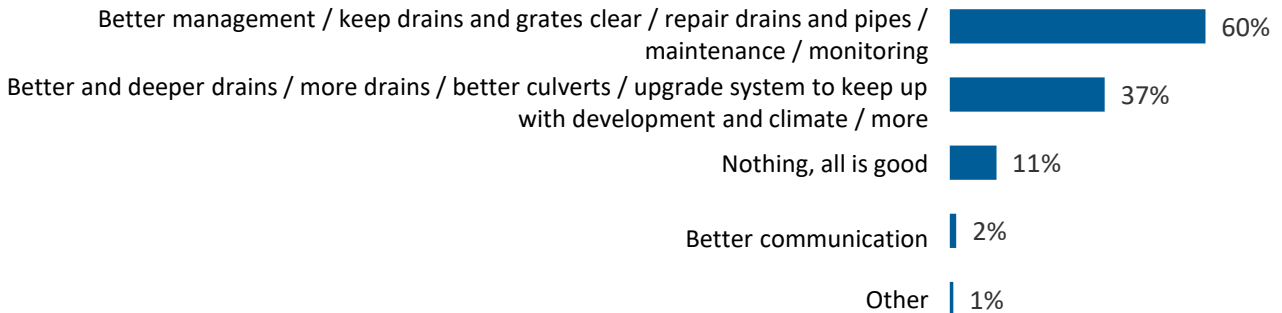 Better management / keep drains and grates clear / repair drains and pipes /
maintenance / monitoring
60%
Better and deeper drains / more drains / better culverts / upgrade system to keep up
with development and climate / more
37%
Nothing, all is good
11%
Better communication
2%
Other
1%